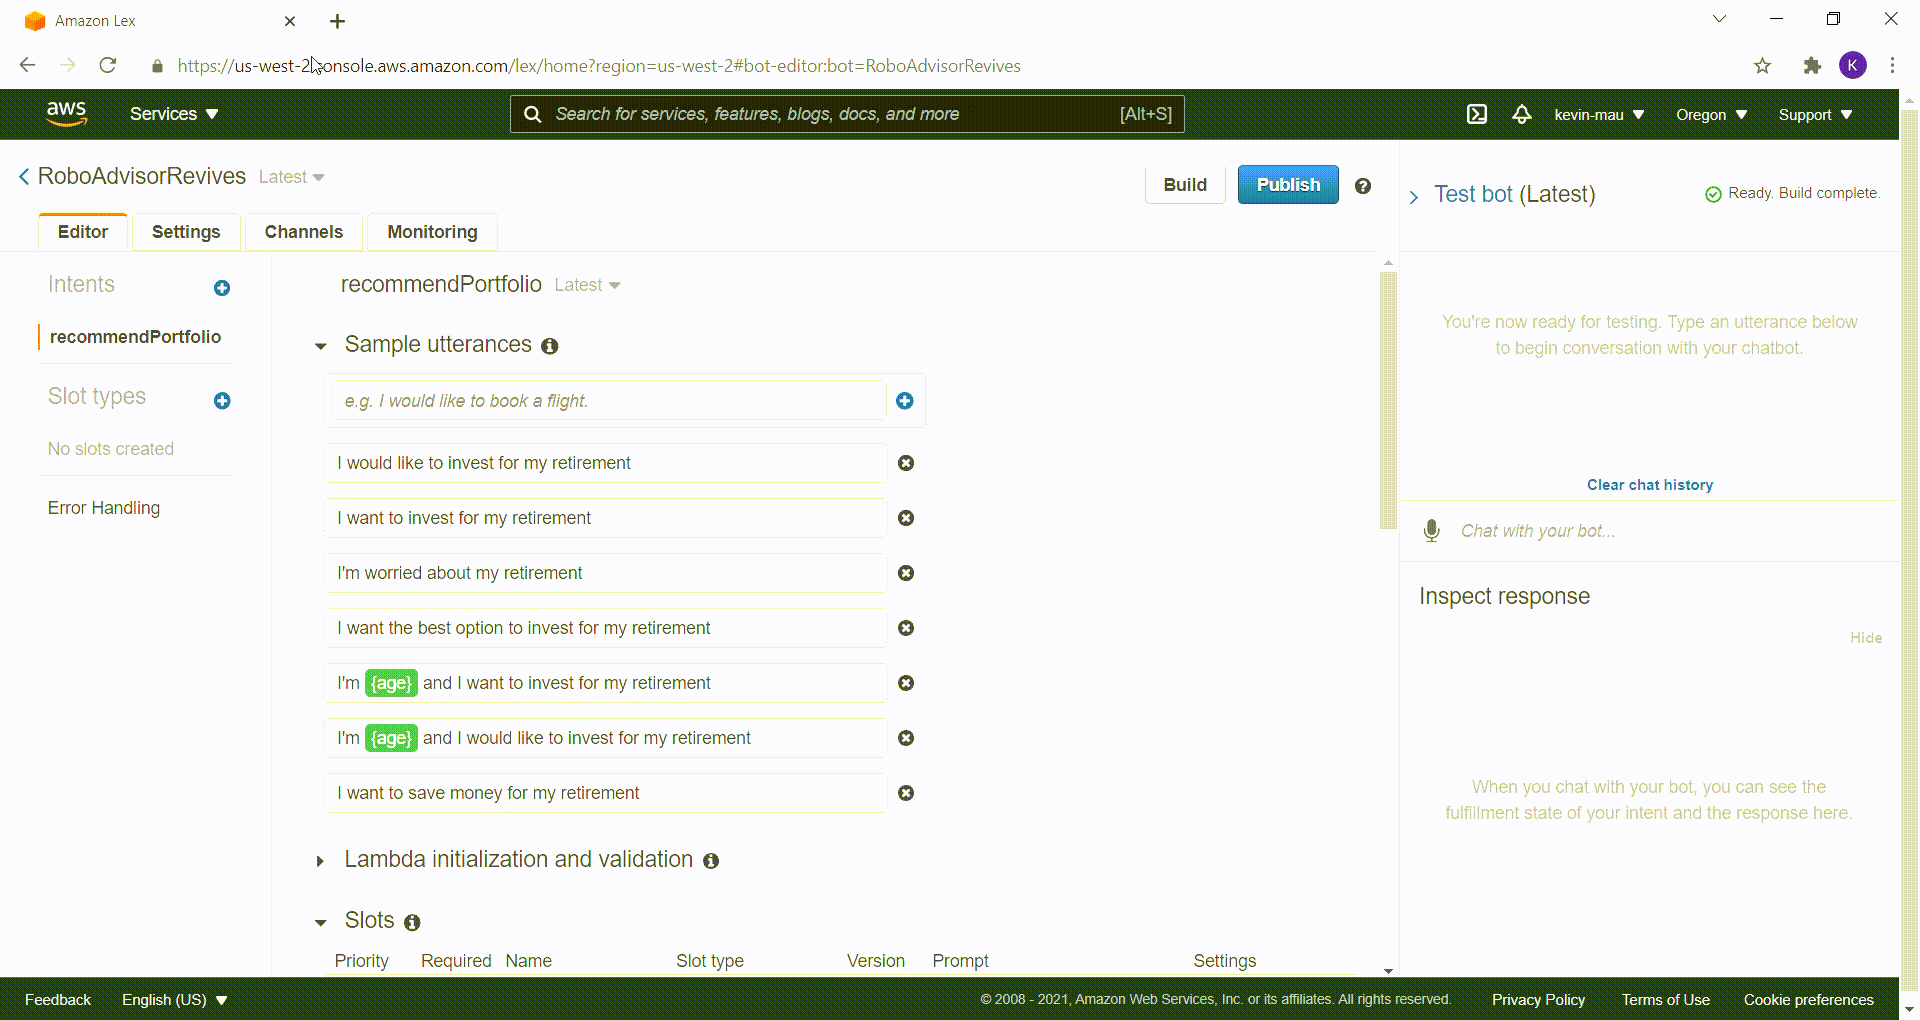 Amazon Lex
https://us-west-2.console.aws.amazon.com/lex/home?region=us-west-2#bot-editor:bot=RoboAdvisorRevives
K
aws
Services
Search for services, features, blogs, docs, and more [Alt+S]
kevin-mau
Oregon
Support
RoboAdvisorRevives Latest
Build
Publish
Test bot (Latest)
Ready. Build complete.
Editor
Settings
Channels
Monitoring
Intents
recommendPortfolio
Slot types
No slots created
Error Handling
recommendPortfolio Latest
Sample utterances
e.g. I would like to book a flight.
I would like to invest for my retirement
I want to invest for my retirement
I'm worried about my retirement
I want the best option to invest for my retirement
I'm {age} and I want to invest for my retirement
I'm {age} and I would like to invest for my retirement
I want to save money for my retirement
Lambda initialization and validation
Slots
Priority Required Name Slot type Version Prompt Settings
You're now ready for testing. Type an utterance below
to begin conversation with your chatbot.
Clear chat history
Chat with your bot...
Inspect response
Hide
When you chat with your bot, you can see the
fulfillment state of your intent and the response here.
Feedback
English (US)
© 2008 - 2021, Amazon Web Services, Inc. or its affiliates. All rights reserved.
Privacy Policy
Terms of Use
Cookie preferences